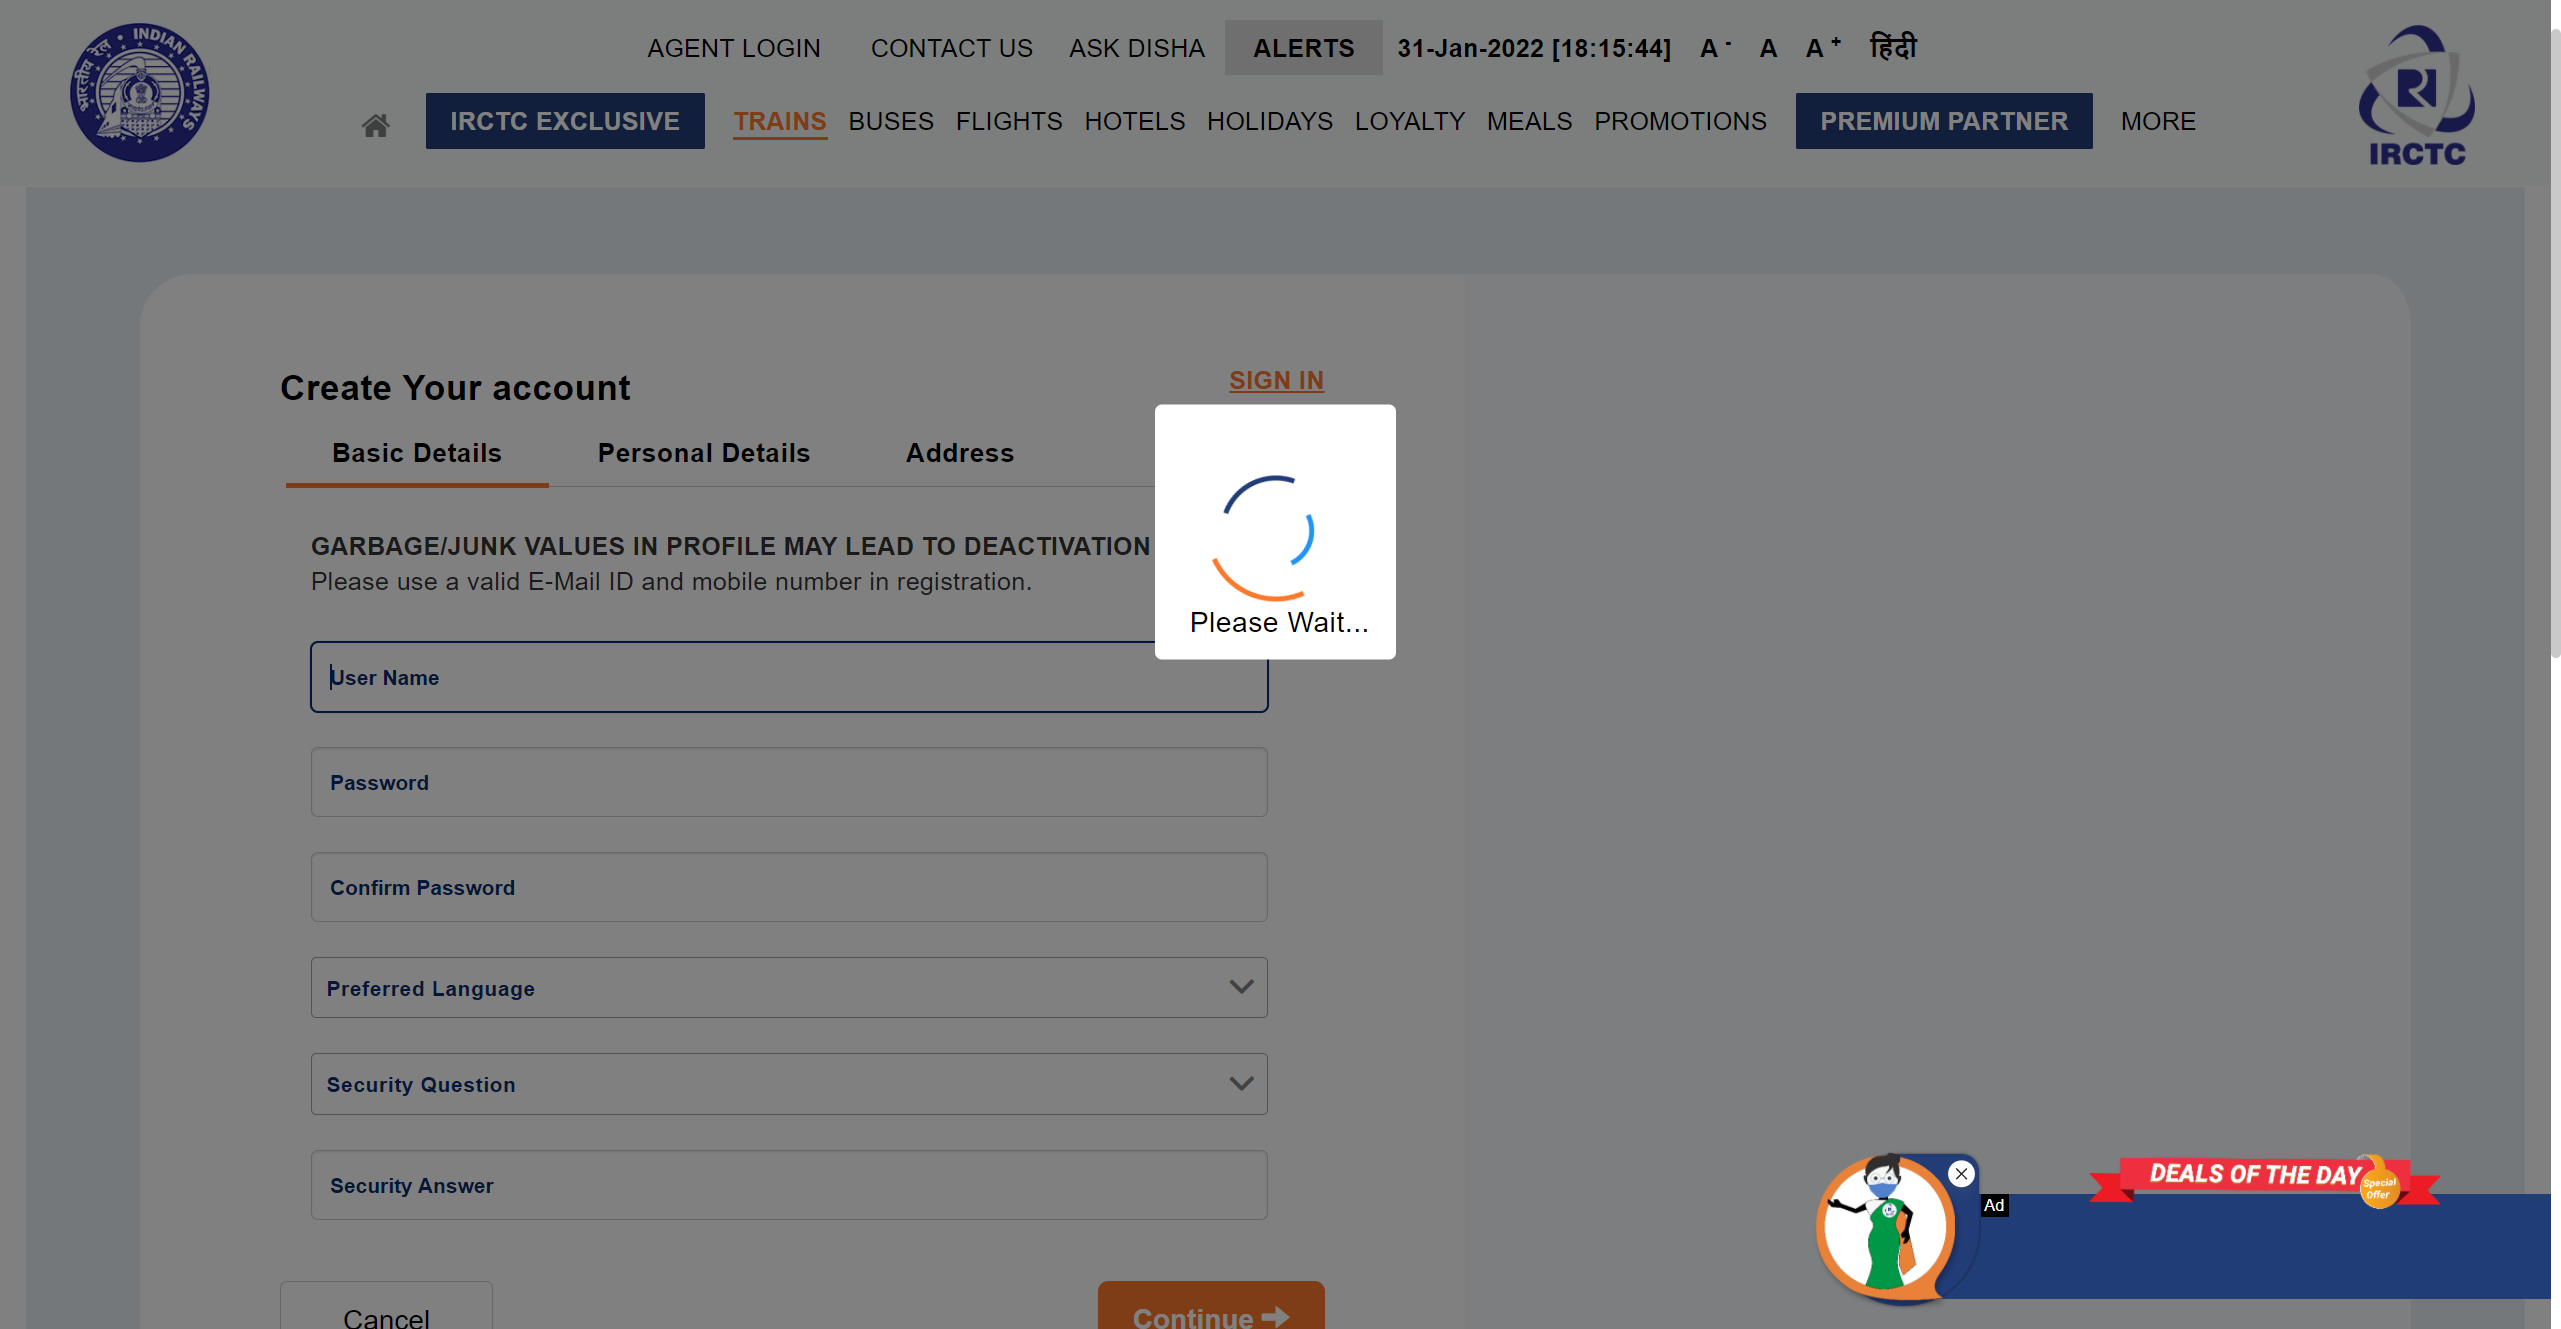 AGENT LOGIN CONTACT US ASK DISHA ALERTS 31-Jan-2022 [18:15:44] A - A A + हिंदी
भारतीय रेल • INDIAN RAILWAYS
IRCTC EXCLUSIVE TRAINS BUSES FLIGHTS HOTELS HOLIDAYS LOYALTY MEALS PROMOTIONS PREMIUM PARTNER MORE
IRCTC
Create Your account SIGN IN
Basic Details Personal Details Address
GARBAGE/JUNK VALUES IN PROFILE MAY LEAD TO DEACTIVATION
Please use a valid E-Mail ID and mobile number in registration.
Please Wait...
User Name
Password
Confirm Password
Preferred Language
Security Question
Security Answer
DEALS OF THE DAY
Special
Offer
Ad
Cancel Continue